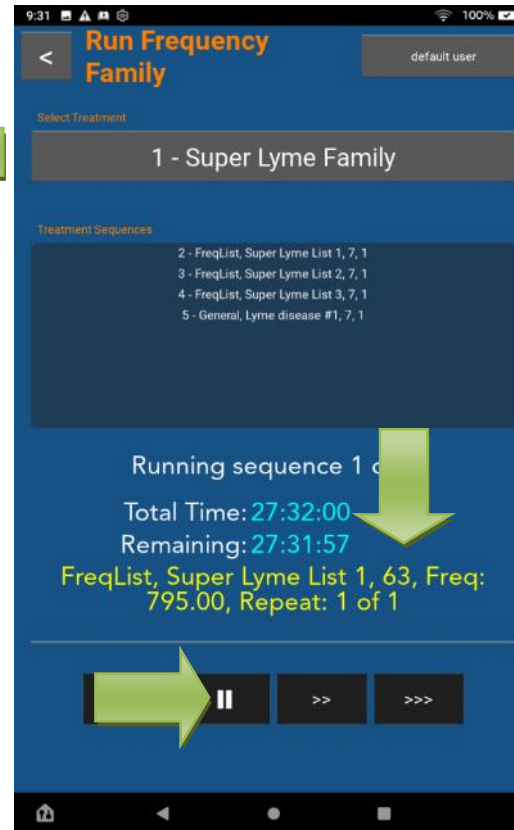 9:31
100%
<
Run Frequency
Family
default user
Select Treatment
1 - Super Lyme Family
Treatment Sequences
2 - FreqList, Super Lyme List 1, 7, 1
3 - FreqList, Super Lyme List 2, 7, 1
4 - FreqList, Super Lyme List 3, 7, 1
5 - General, Lyme disease #1, 7, 1
Running sequence 1
Total Time: 27:32:00
Remaining: 27:31:57
FreqList, Super Lyme List 1, 63, Freq:
795.00, Repeat: 1 of 1
>> >>>